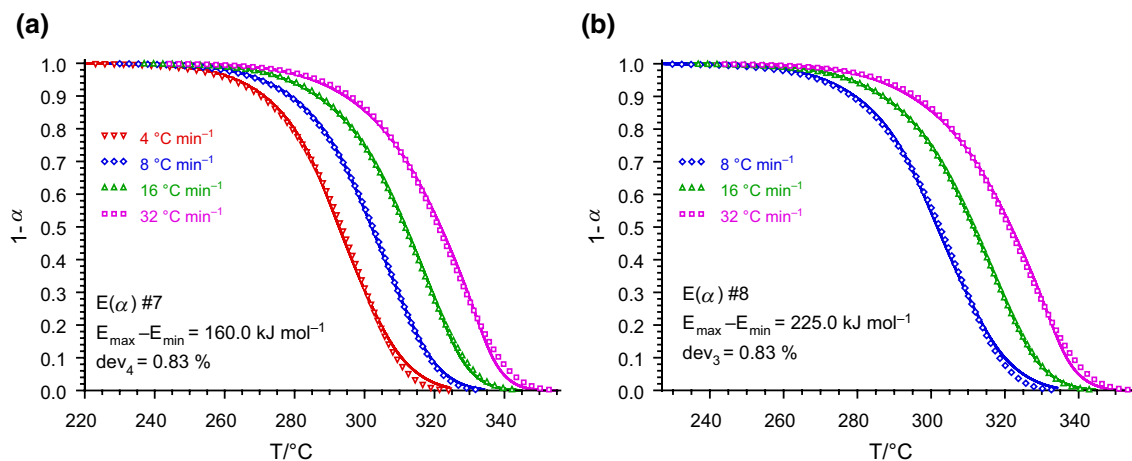 (a)
1-α
1.0
0.9
0.8
0.7
0.6
0.5
0.4
0.3
0.2
0.1
0.0
4 °C min⁻¹
8 °C min⁻¹
16 °C min⁻¹
32 °C min⁻¹
E(α) #7
Eₘₐₓ–Eₘᵢₙ = 160.0 kJ mol⁻¹
dev₄ = 0.83 %
220 240 260 280 300 320 340
T/°C
(b)
1-α
1.0
0.9
0.8
0.7
0.6
0.5
0.4
0.3
0.2
0.1
0.0
8 °C min⁻¹
16 °C min⁻¹
32 °C min⁻¹
E(α) #8
Eₘₐₓ–Eₘᵢₙ = 225.0 kJ mol⁻¹
dev₃ = 0.83 %
240 260 280 300 320 340
T/°C